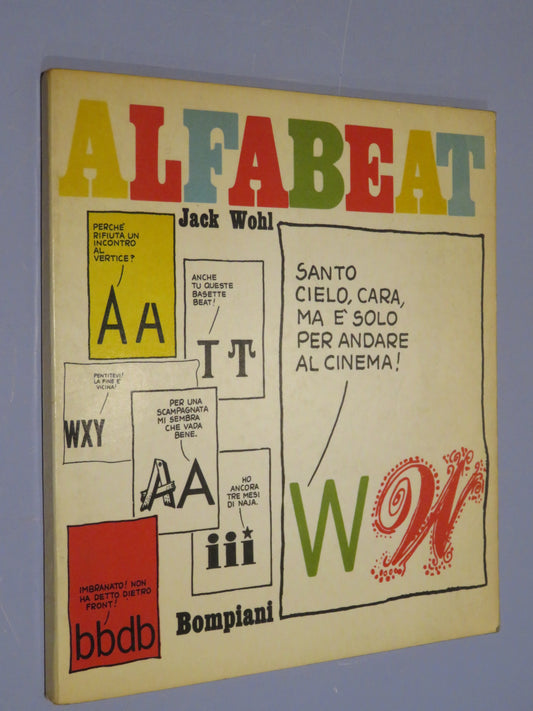 ALFABEAT
Jack Wohl
PERCHÉ
RIFIUTA UN
INCONTRO
AL
VERTICE?
A A
ANCHE
TU QUESTE
BASETTE
BEAT!
I T
PENTITEVI!
LA FINE È
VICINA!
WXY
PER UNA
SCAMPAGNATA
MI SEMBRA
CHE VADA
BENE.
AA
HO
ANCORA
TRE MESI
DI NAJA.
iii
IMBRANATO! NON
HA DETTO DIETRO
FRONT!
bbdb
SANTO
CIELO, CARA,
MA È SOLO
PER ANDARE
AL CINEMA!
W W
Bompiani